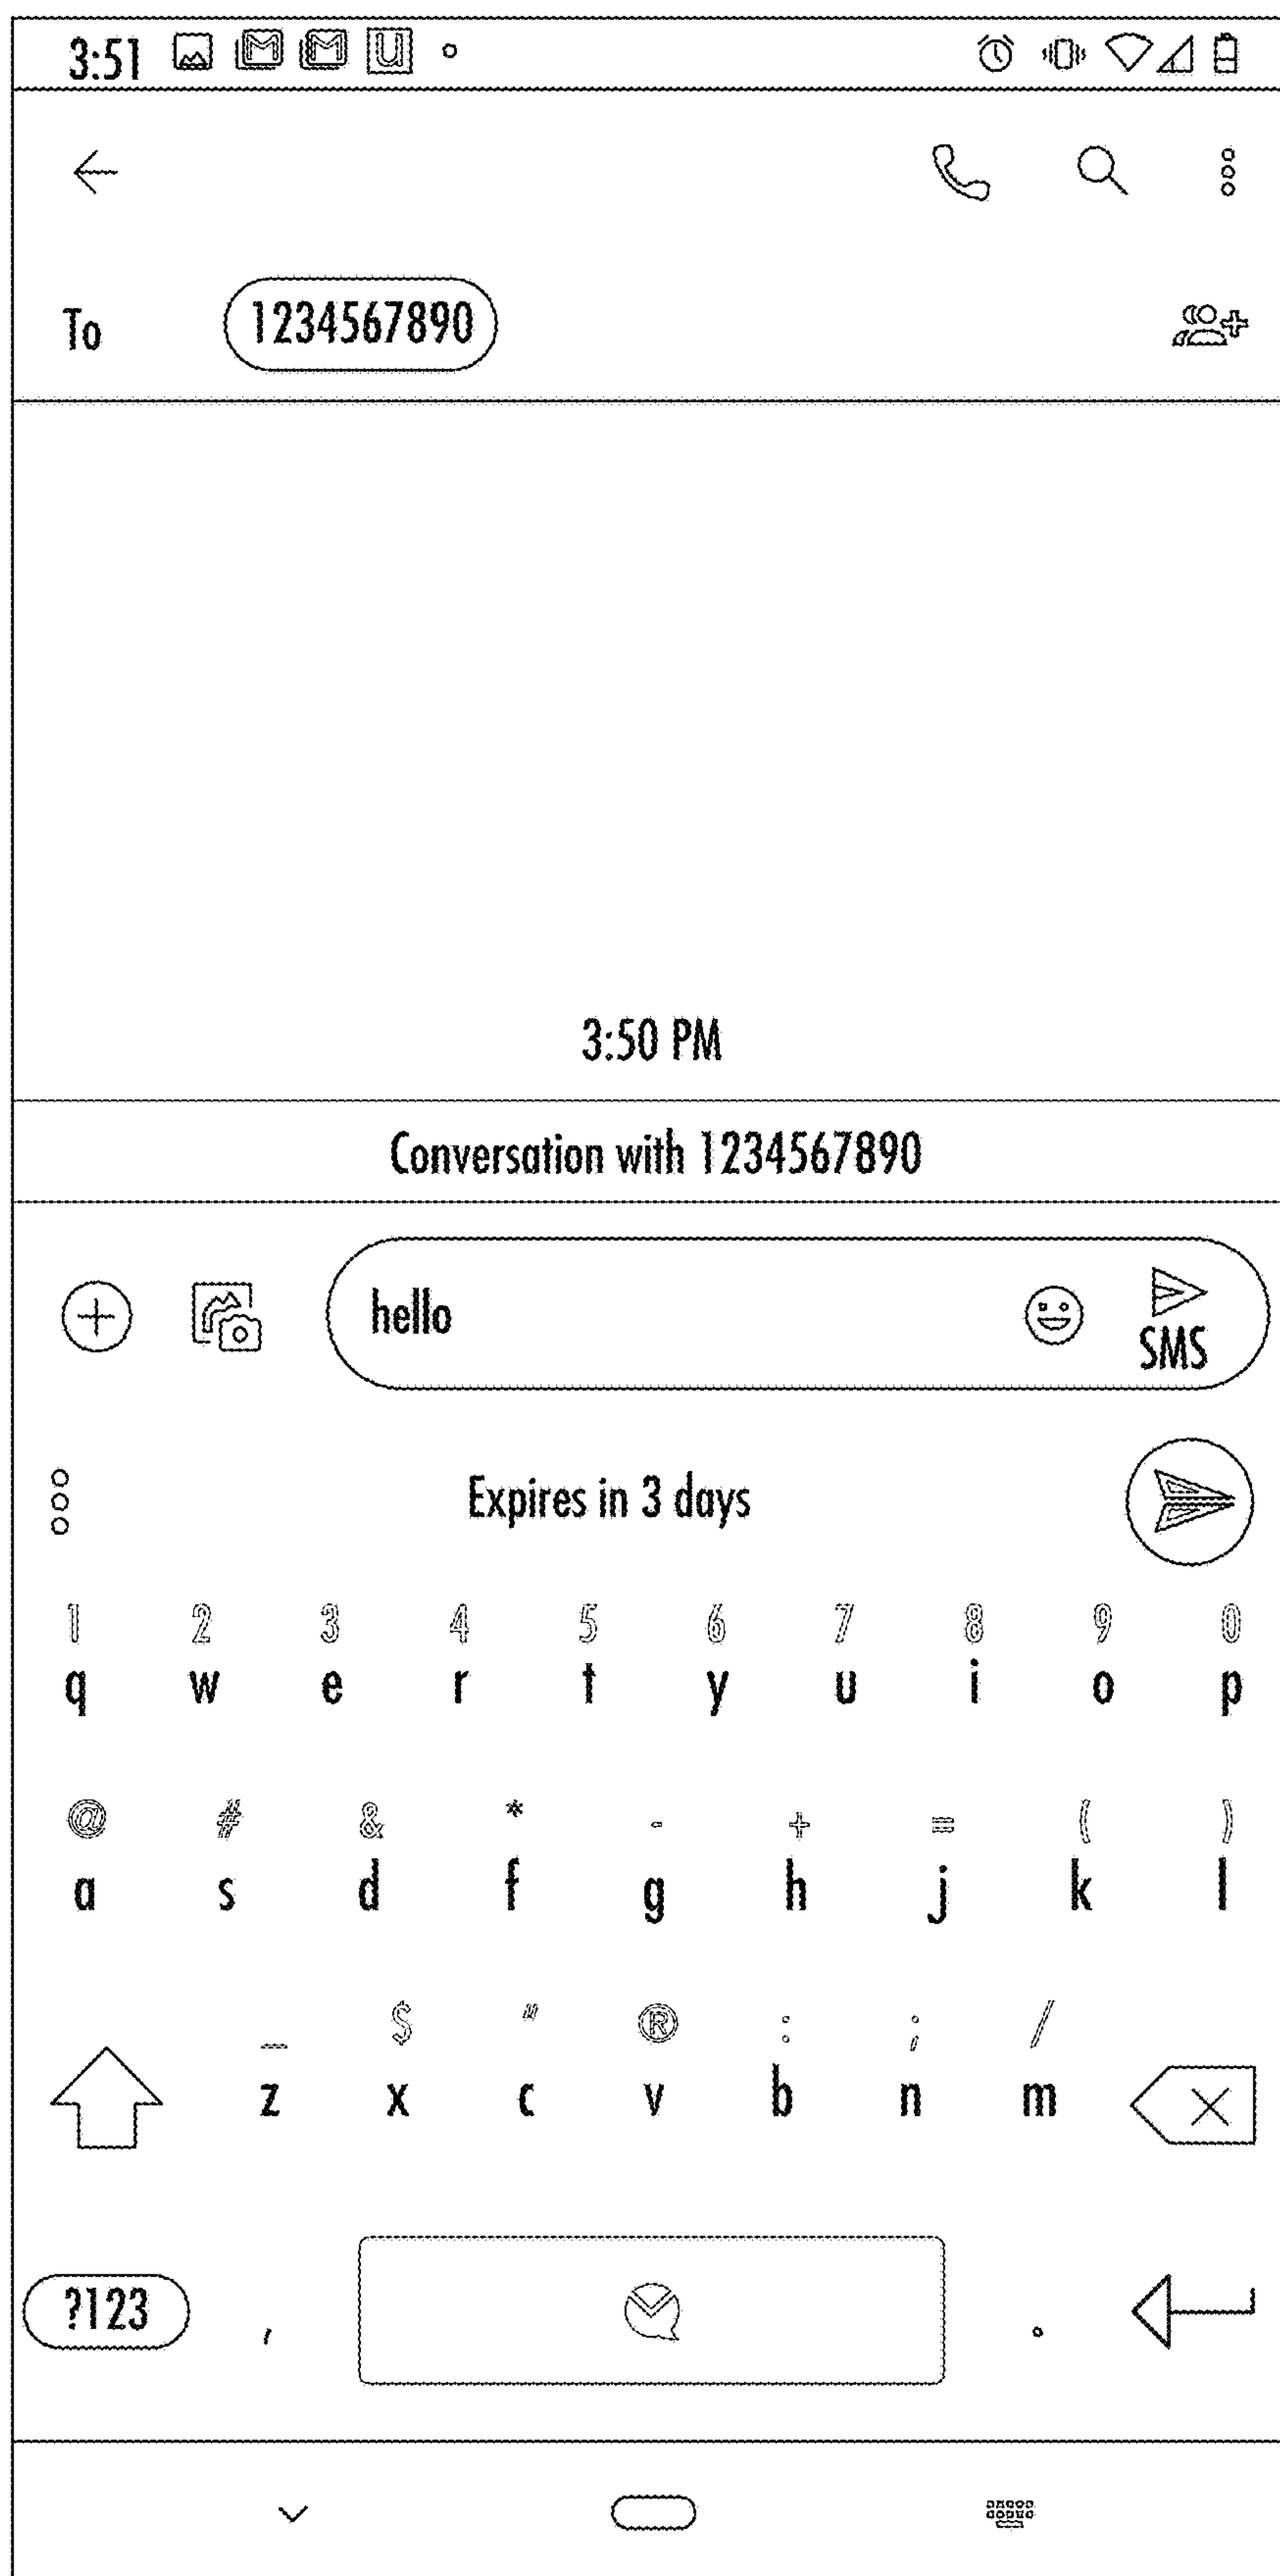 3:51
To 1234567890
3:50 PM
Conversation with 1234567890
hello
SMS
Expires in 3 days
1 2 3 4 5 6 7 8 9 0
q w e r t y u i o p
@ # & * - + = ( )
a s d f g h j k l
_ $ " ® : ; /
z x c v b n m
?123 , .